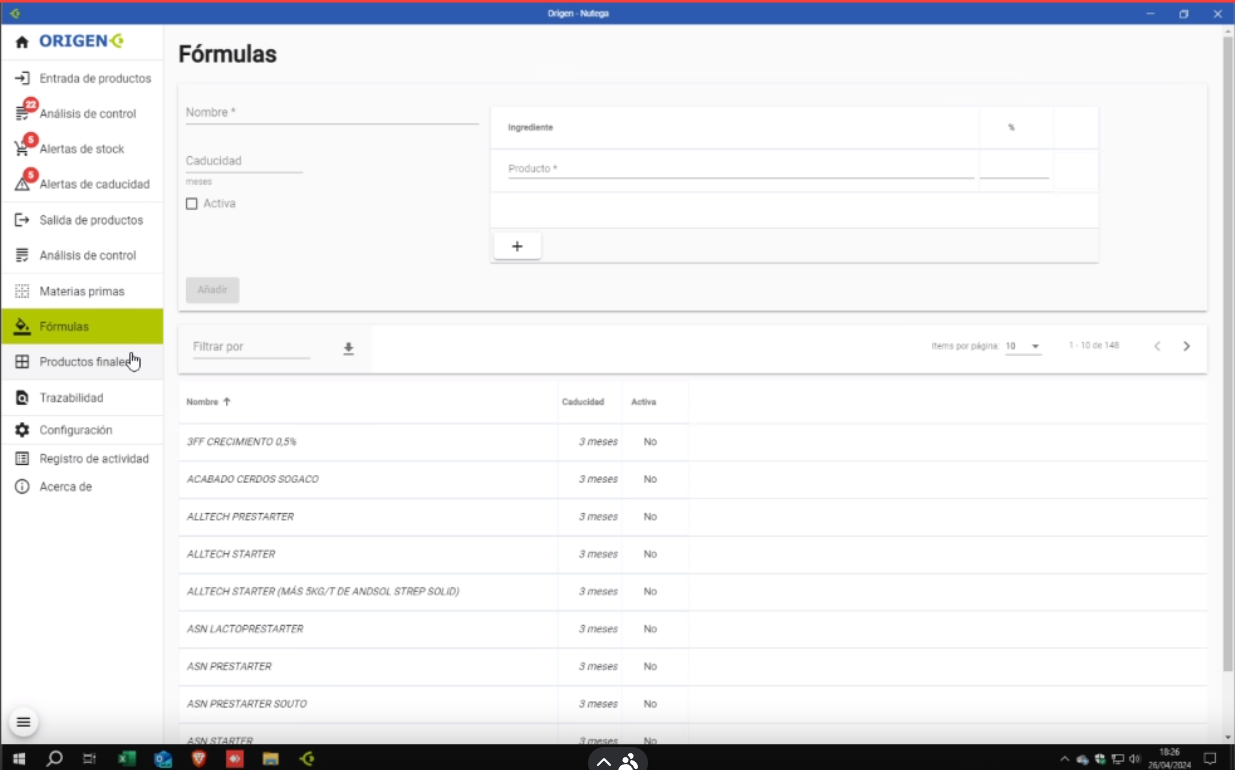 Origen - Nutega
ORIGEN
Entrada de productos
22
Análisis de control
5
Alertas de stock
5
Alertas de caducidad
Salida de productos
Análisis de control
Materias primas
Fórmulas
Productos finales
Trazabilidad
Configuración
Registro de actividad
Acerca de
Fórmulas
Nombre *
Caducidad
meses
Activa
Añadir
Ingrediente %
Producto *
+
Filtrar por
Items por página: 10 1 - 10 de 148
Nombre Caducidad Activa
3FF CRECIMIENTO 0,5% 3 meses No
ACABADO CERDOS SOGACO 3 meses No
ALLTECH PRESTARTER 3 meses No
ALLTECH STARTER 3 meses No
ALLTECH STARTER (MÁS 5KG/T DE ANDSOL STREP SOLID) 3 meses No
ASN LACTOPRESTARTER 3 meses No
ASN PRESTARTER 3 meses No
ASN PRESTARTER SOUTO 3 meses No
ASN STARTER 3 meses No
18:26
26/04/2024